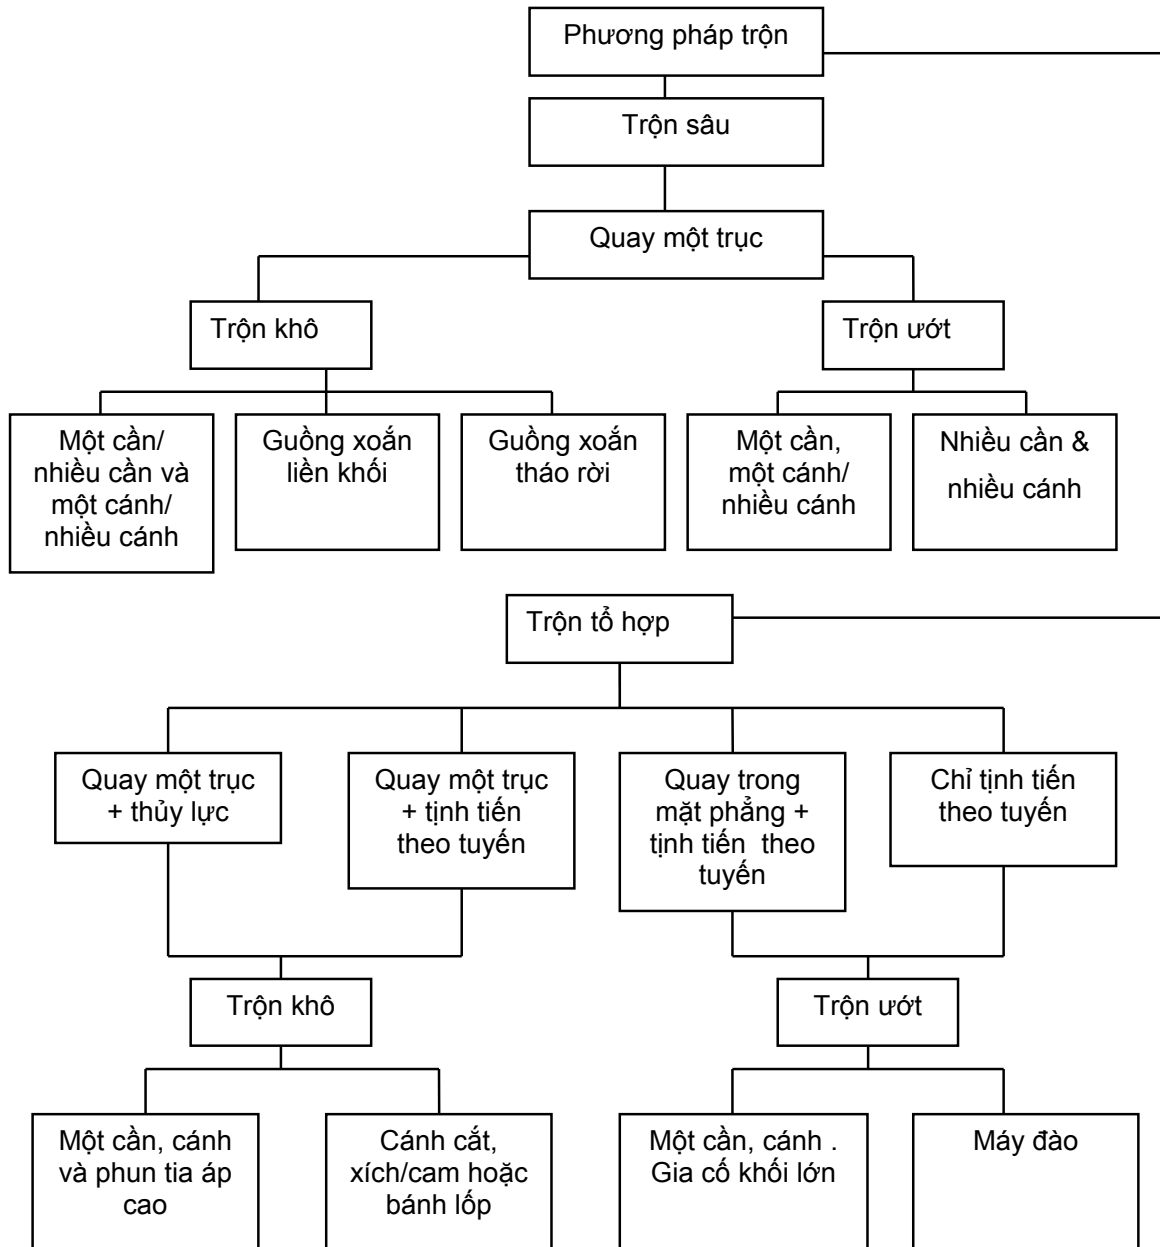 Phương pháp trộn
Trộn sâu
Quay một trục
Trộn khô
Trộn ướt
Một cần/
nhiều cần và
một cánh/
nhiều cánh
Guồng xoắn
liền khối
Guồng xoắn
tháo rời
Một cần,
một cánh/
nhiều cánh
Nhiều cần &
nhiều cánh
Trộn tổ hợp
Quay một trục
+ thủy lực
Quay một trục
+ tịnh tiến
theo tuyến
Quay trong
mặt phẳng +
tịnh tiến theo
tuyến
Chỉ tịnh tiến
theo tuyến
Trộn khô
Trộn ướt
Một cần, cánh
và phun tia áp
cao
Cánh cắt,
xích/cam hoặc
bánh lốp
Một cần, cánh .
Gia cố khối lớn
Máy đào